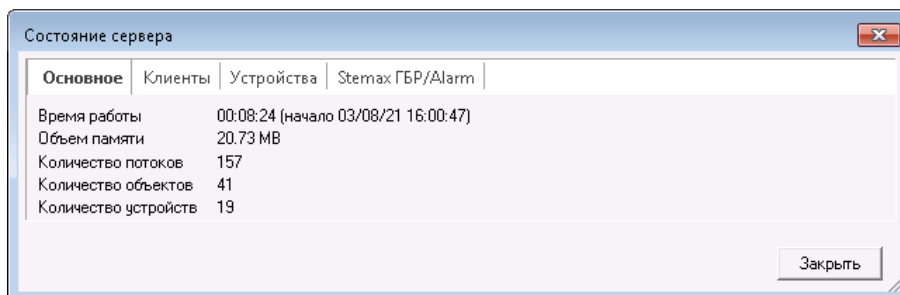 Состояние сервера
Основное Клиенты Устройства Stemax ГБР/Alarm
Время работы 00:08:24 (начало 03/08/21 16:00:47)
Объем памяти 20.73 MB
Количество потоков 157
Количество объектов 41
Количество устройств 19
Закрыть